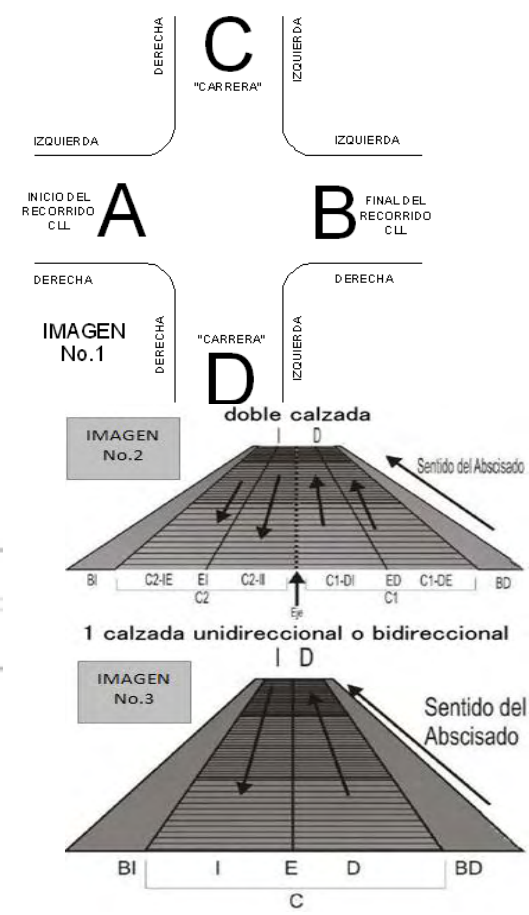 DERECHA
C
IZQUIERDA
"CARRERA"
IZQUIERDA
IZQUIERDA
INICIO DEL
RECORRIDO
CLL
A
B
FINAL DEL
RECORRIDO
CLL
DERECHA
DERECHA
IMAGEN
No.1
DERECHA
"CARRERA"
D
IZQUIERDA
doble calzada
IMAGEN
No.2
I D
Sentido del Abscisado
BI C2-IE EI C2-II C1-DI ED C1-DE BD
C2 C1
Eje
1 calzada unidireccional o bidireccional
IMAGEN
No.3
I D
Sentido del
Abscisado
BI I E D BD
C